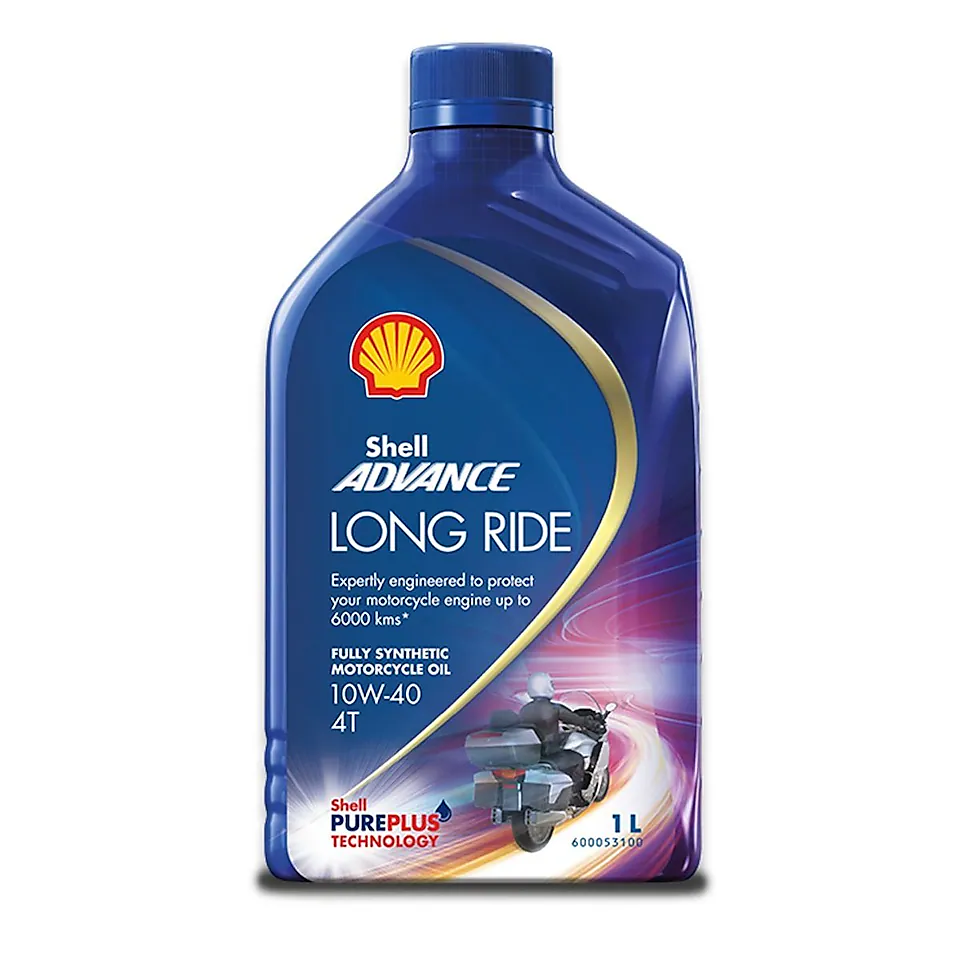 Shell
ADVANCE
LONG RIDE
Expertly engineered to protect
your motorcycle engine up to
6000 kms*
FULLY SYNTHETIC
MOTORCYCLE OIL
10W-40
4T
Shell
PUREPLUS
TECHNOLOGY
1 L
600053100